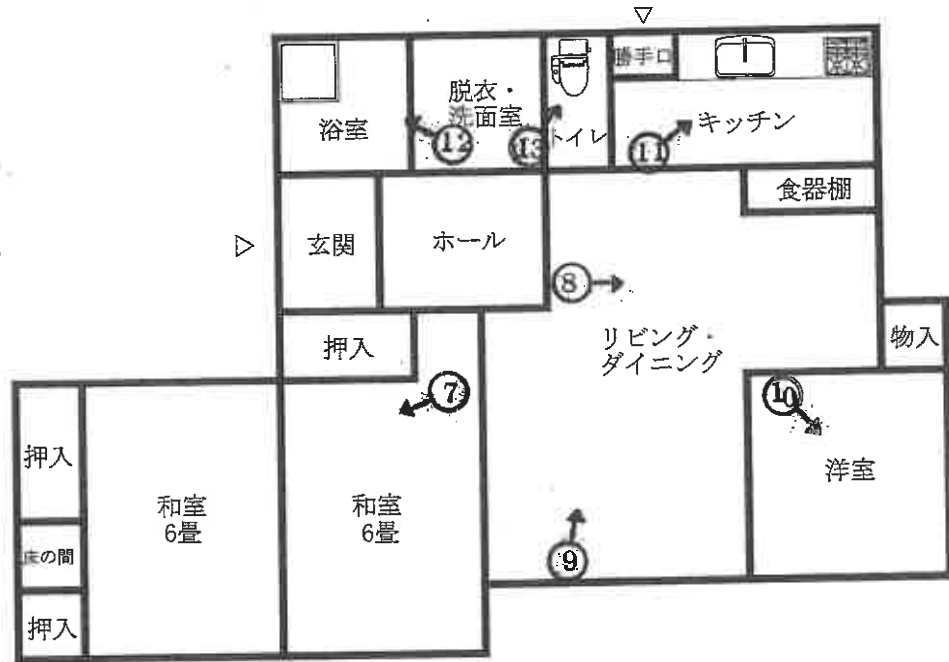 勝手口
脱衣・
洗面室
浴室
⑫
⑬
トイレ
⑪
キッチン
食器棚
玄関
ホール
⑧
リビング・
ダイニング
物入
押入
⑦
⑩
洋室
押入
和室
6畳
和室
6畳
床の間
⑨
押入